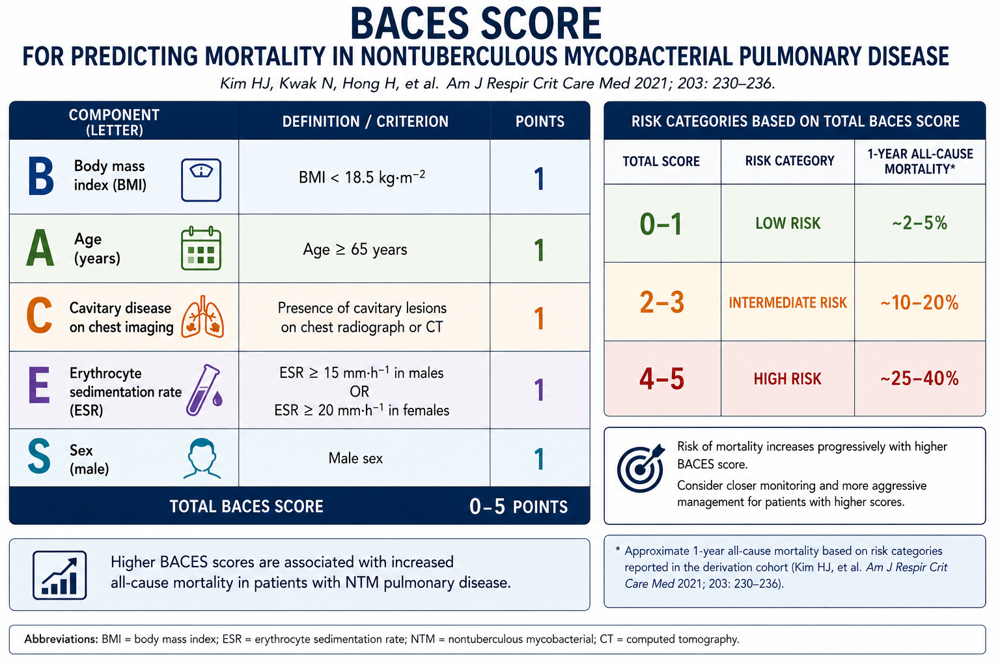 BACES SCORE
FOR PREDICTING MORTALITY IN NONTUBERCULOUS MYCOBACTERIAL PULMONARY DISEASE
Kim HJ, Kwak N, Hong H, et al. Am J Respir Crit Care Med 2021; 203: 230–236.
COMPONENT
(LETTER)
DEFINITION / CRITERION
POINTS
B
Body mass
index (BMI)
BMI < 18.5 kg·m⁻²
1
A
Age
(years)
Age ≥ 65 years
1
C
Cavitary disease
on chest imaging
Presence of cavitary lesions
on chest radiograph or CT
1
E
Erythrocyte
sedimentation rate
(ESR)
ESR ≥ 15 mm·h⁻¹ in males
OR
ESR ≥ 20 mm·h⁻¹ in females
1
S
Sex
(male)
Male sex
1
TOTAL BACES SCORE
0–5 POINTS
Higher BACES scores are associated with increased
all-cause mortality in patients with NTM pulmonary disease.
RISK CATEGORIES BASED ON TOTAL BACES SCORE
TOTAL SCORE
RISK CATEGORY
1-YEAR ALL-CAUSE
MORTALITY*
0–1
LOW RISK
~2–5%
2–3
INTERMEDIATE RISK
~10–20%
4–5
HIGH RISK
~25–40%
Risk of mortality increases progressively with higher
BACES score.
Consider closer monitoring and more aggressive
management for patients with higher scores.
* Approximate 1-year all-cause mortality based on risk categories
reported in the derivation cohort (Kim HJ, et al. Am J Respir Crit
Care Med 2021; 203: 230–236).
Abbreviations: BMI = body mass index; ESR = erythrocyte sedimentation rate; NTM = nontuberculous mycobacterial; CT = computed tomography.